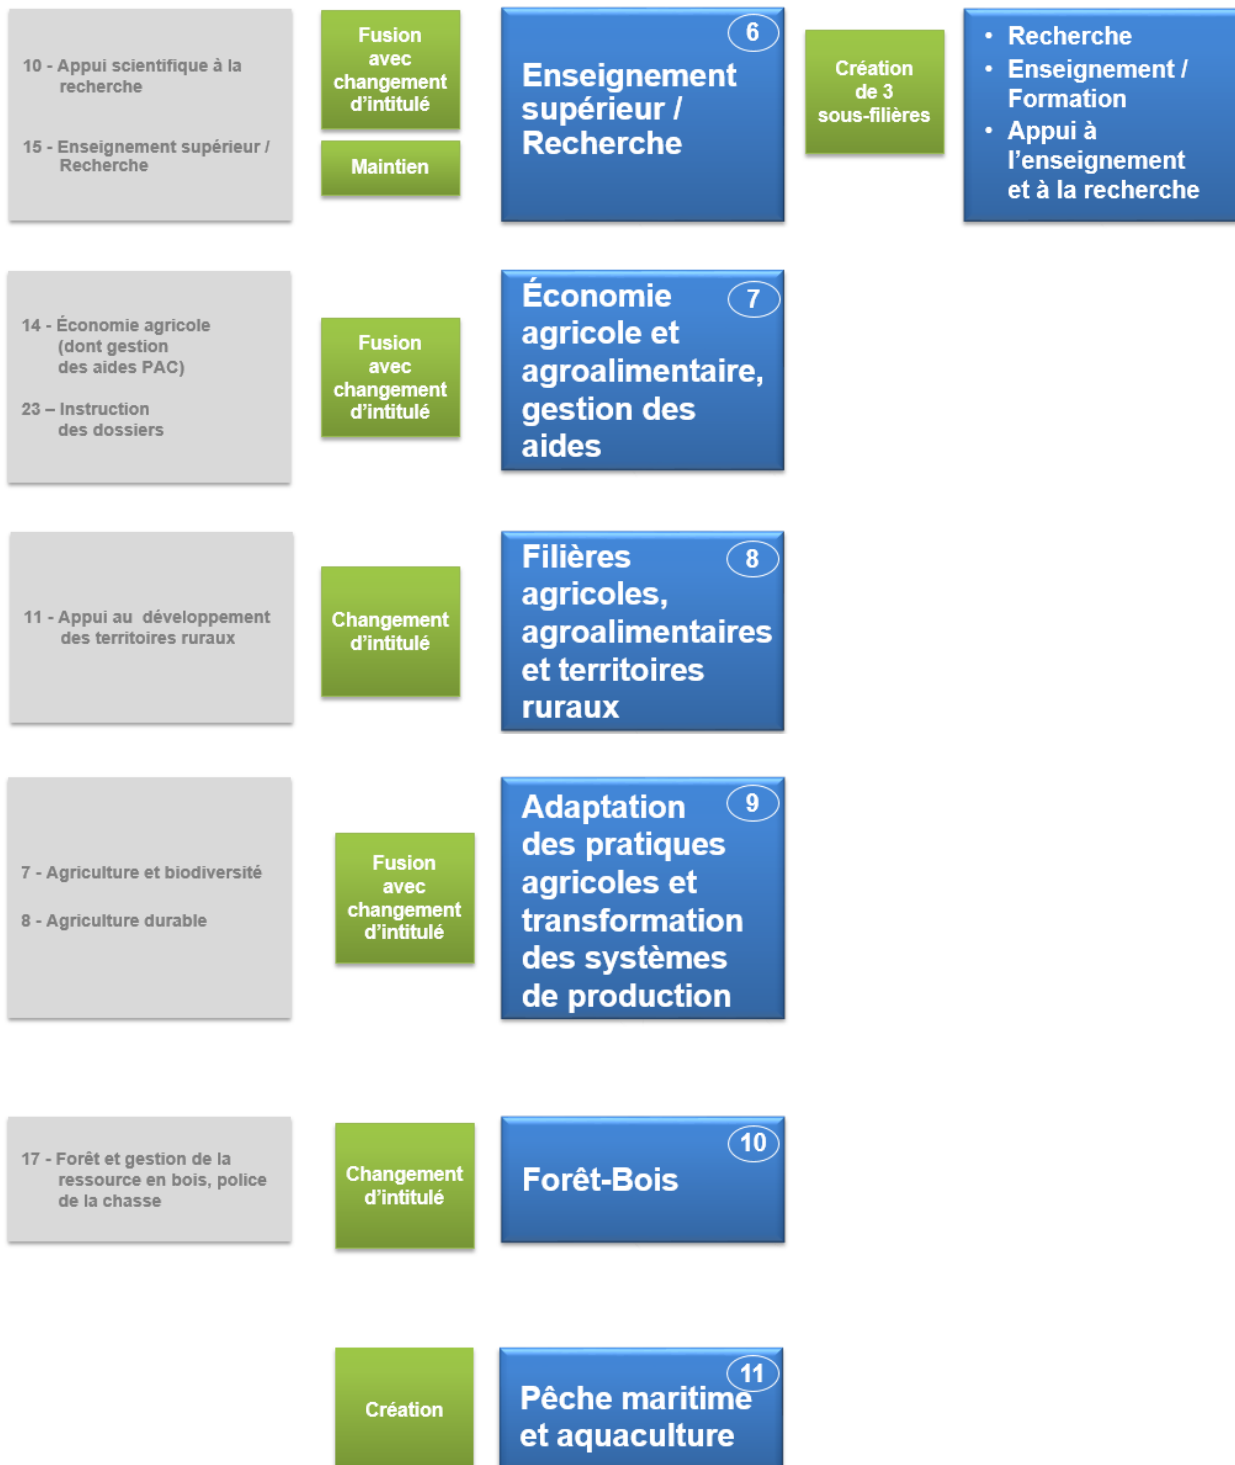 10 - Appui scientifique à la
recherche
15 - Enseignement supérieur /
Recherche
Fusion
avec
changement
d'intitulé
Maintien
6
Enseignement
supérieur /
Recherche
Création
de 3
sous-filières
• Recherche
• Enseignement /
Formation
• Appui à
l'enseignement
et à la recherche
14 - Économie agricole
(dont gestion
des aides PAC)
23 – Instruction
des dossiers
Fusion
avec
changement
d'intitulé
7
Économie
agricole et
agroalimentaire,
gestion des
aides
11 - Appui au développement
des territoires ruraux
Changement
d'intitulé
8
Filières
agricoles,
agroalimentaires
et territoires
ruraux
7 - Agriculture et biodiversité
8 - Agriculture durable
Fusion
avec
changement
d'intitulé
9
Adaptation
des pratiques
agricoles et
transformation
des systèmes
de production
17 - Forêt et gestion de la
ressource en bois, police
de la chasse
Changement
d'intitulé
10
Forêt-Bois
Création
11
Pêche maritime
et aquaculture